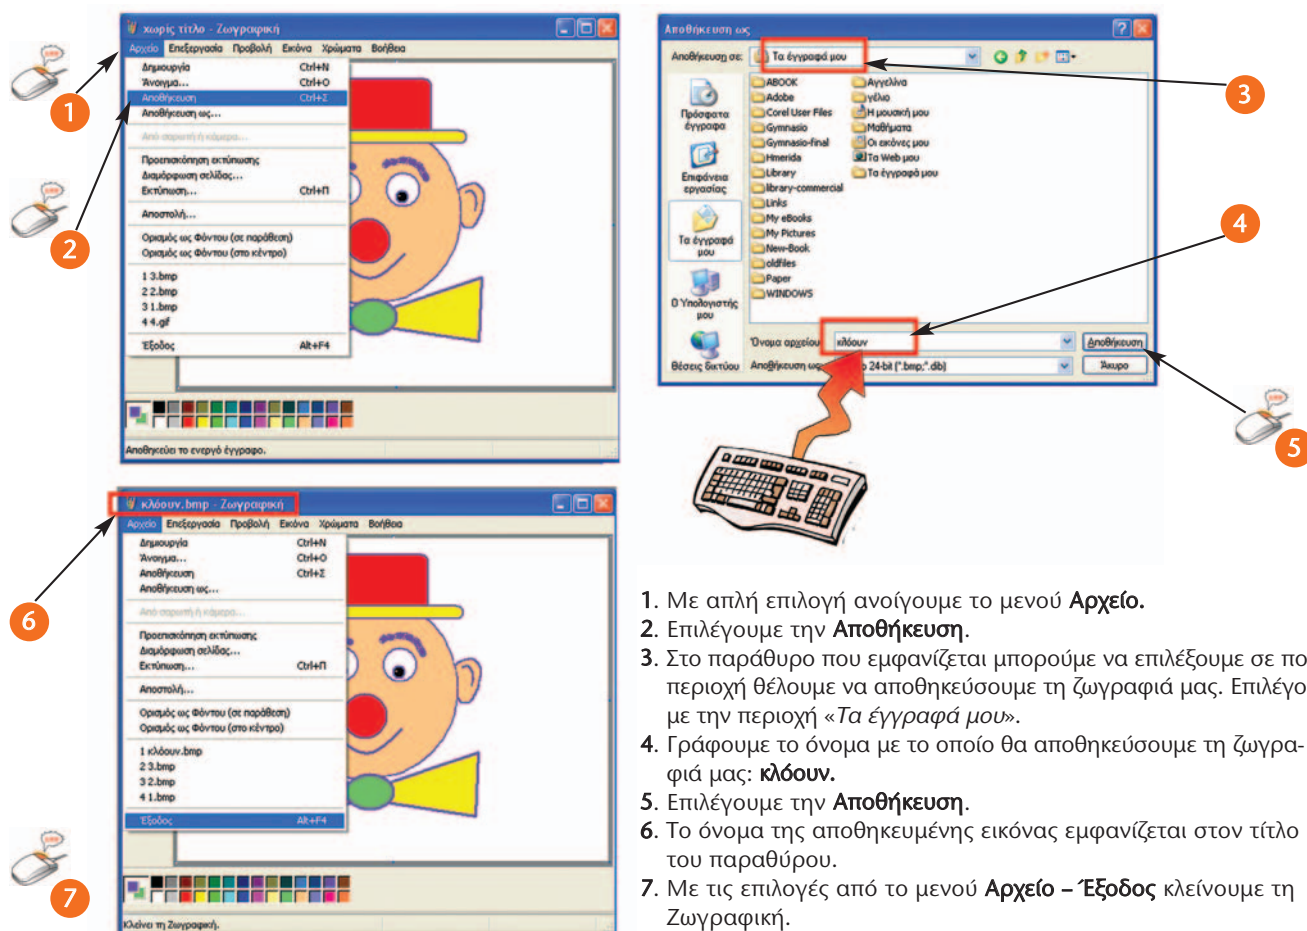 χωρίς τίτλο - Ζωγραφική
Αρχείο Επεξεργασία Προβολή Εικόνα Χρώματα Βοήθεια
Δημιουργία Ctrl+N
Άνοιγμα... Ctrl+O
Αποθήκευση Ctrl+Σ
Αποθήκευση ως...
Από σαρωτή ή κάμερα...
Προεπισκόπηση εκτύπωσης
Διαμόρφωση σελίδας...
Εκτύπωση... Ctrl+Π
Αποστολή...
Ορισμός ως Φόντου (σε παράθεση)
Ορισμός ως Φόντου (στο κέντρο)
1 3.bmp
2 2.bmp
3 1.bmp
4 4.gif
Έξοδος Alt+F4
Αποθηκεύει το ενεργό έγγραφο.
1
2
Αποθήκευση ως
Αποθήκευση σε: Τα έγγραφά μου
Πρόσφατα έγγραφα
Επιφάνεια εργασίας
Τα έγγραφά μου
Ο Υπολογιστής μου
Θέσεις δικτύου
ABOOK
Adobe
Corel User Files
Gymnasio
Gymnasio-final
Hmerida
Library
library-commercial
Links
My eBooks
My Pictures
New-Book
oldfiles
Paper
WINDOWS
Αγγελίνα
γέλιο
Η μουσική μου
Μαθήματα
Οι εικόνες μου
Τα Web μου
Τα έγγραφά μου
Όνομα αρχείου κλόουν Αποθήκευση
Αποθήκευση ως 24-bit (*.bmp;*.dib) Άκυρο
3
4
5
κλόουν.bmp - Ζωγραφική
Αρχείο Επεξεργασία Προβολή Εικόνα Χρώματα Βοήθεια
Δημιουργία Ctrl+N
Άνοιγμα... Ctrl+O
Αποθήκευση Ctrl+Σ
Αποθήκευση ως...
Από σαρωτή ή κάμερα...
Προεπισκόπηση εκτύπωσης
Διαμόρφωση σελίδας...
Εκτύπωση... Ctrl+Π
Αποστολή...
Ορισμός ως Φόντου (σε παράθεση)
Ορισμός ως Φόντου (στο κέντρο)
1 κλόουν.bmp
2 3.bmp
3 2.bmp
4 1.bmp
Έξοδος Alt+F4
Κλείνει τη Ζωγραφική.
6
7
1. Με απλή επιλογή ανοίγουμε το μενού Αρχείο.
2. Επιλέγουμε την Αποθήκευση.
3. Στο παράθυρο που εμφανίζεται μπορούμε να επιλέξουμε σε πο
περιοχή θέλουμε να αποθηκεύσουμε τη ζωγραφιά μας. Επιλέγο
με την περιοχή «Τα έγγραφά μου».
4. Γράφουμε το όνομα με το οποίο θα αποθηκεύσουμε τη ζωγρα-
φιά μας: κλόουν.
5. Επιλέγουμε την Αποθήκευση.
6. Το όνομα της αποθηκευμένης εικόνας εμφανίζεται στον τίτλο
του παραθύρου.
7. Με τις επιλογές από το μενού Αρχείο – Έξοδος κλείνουμε τη
Ζωγραφική.